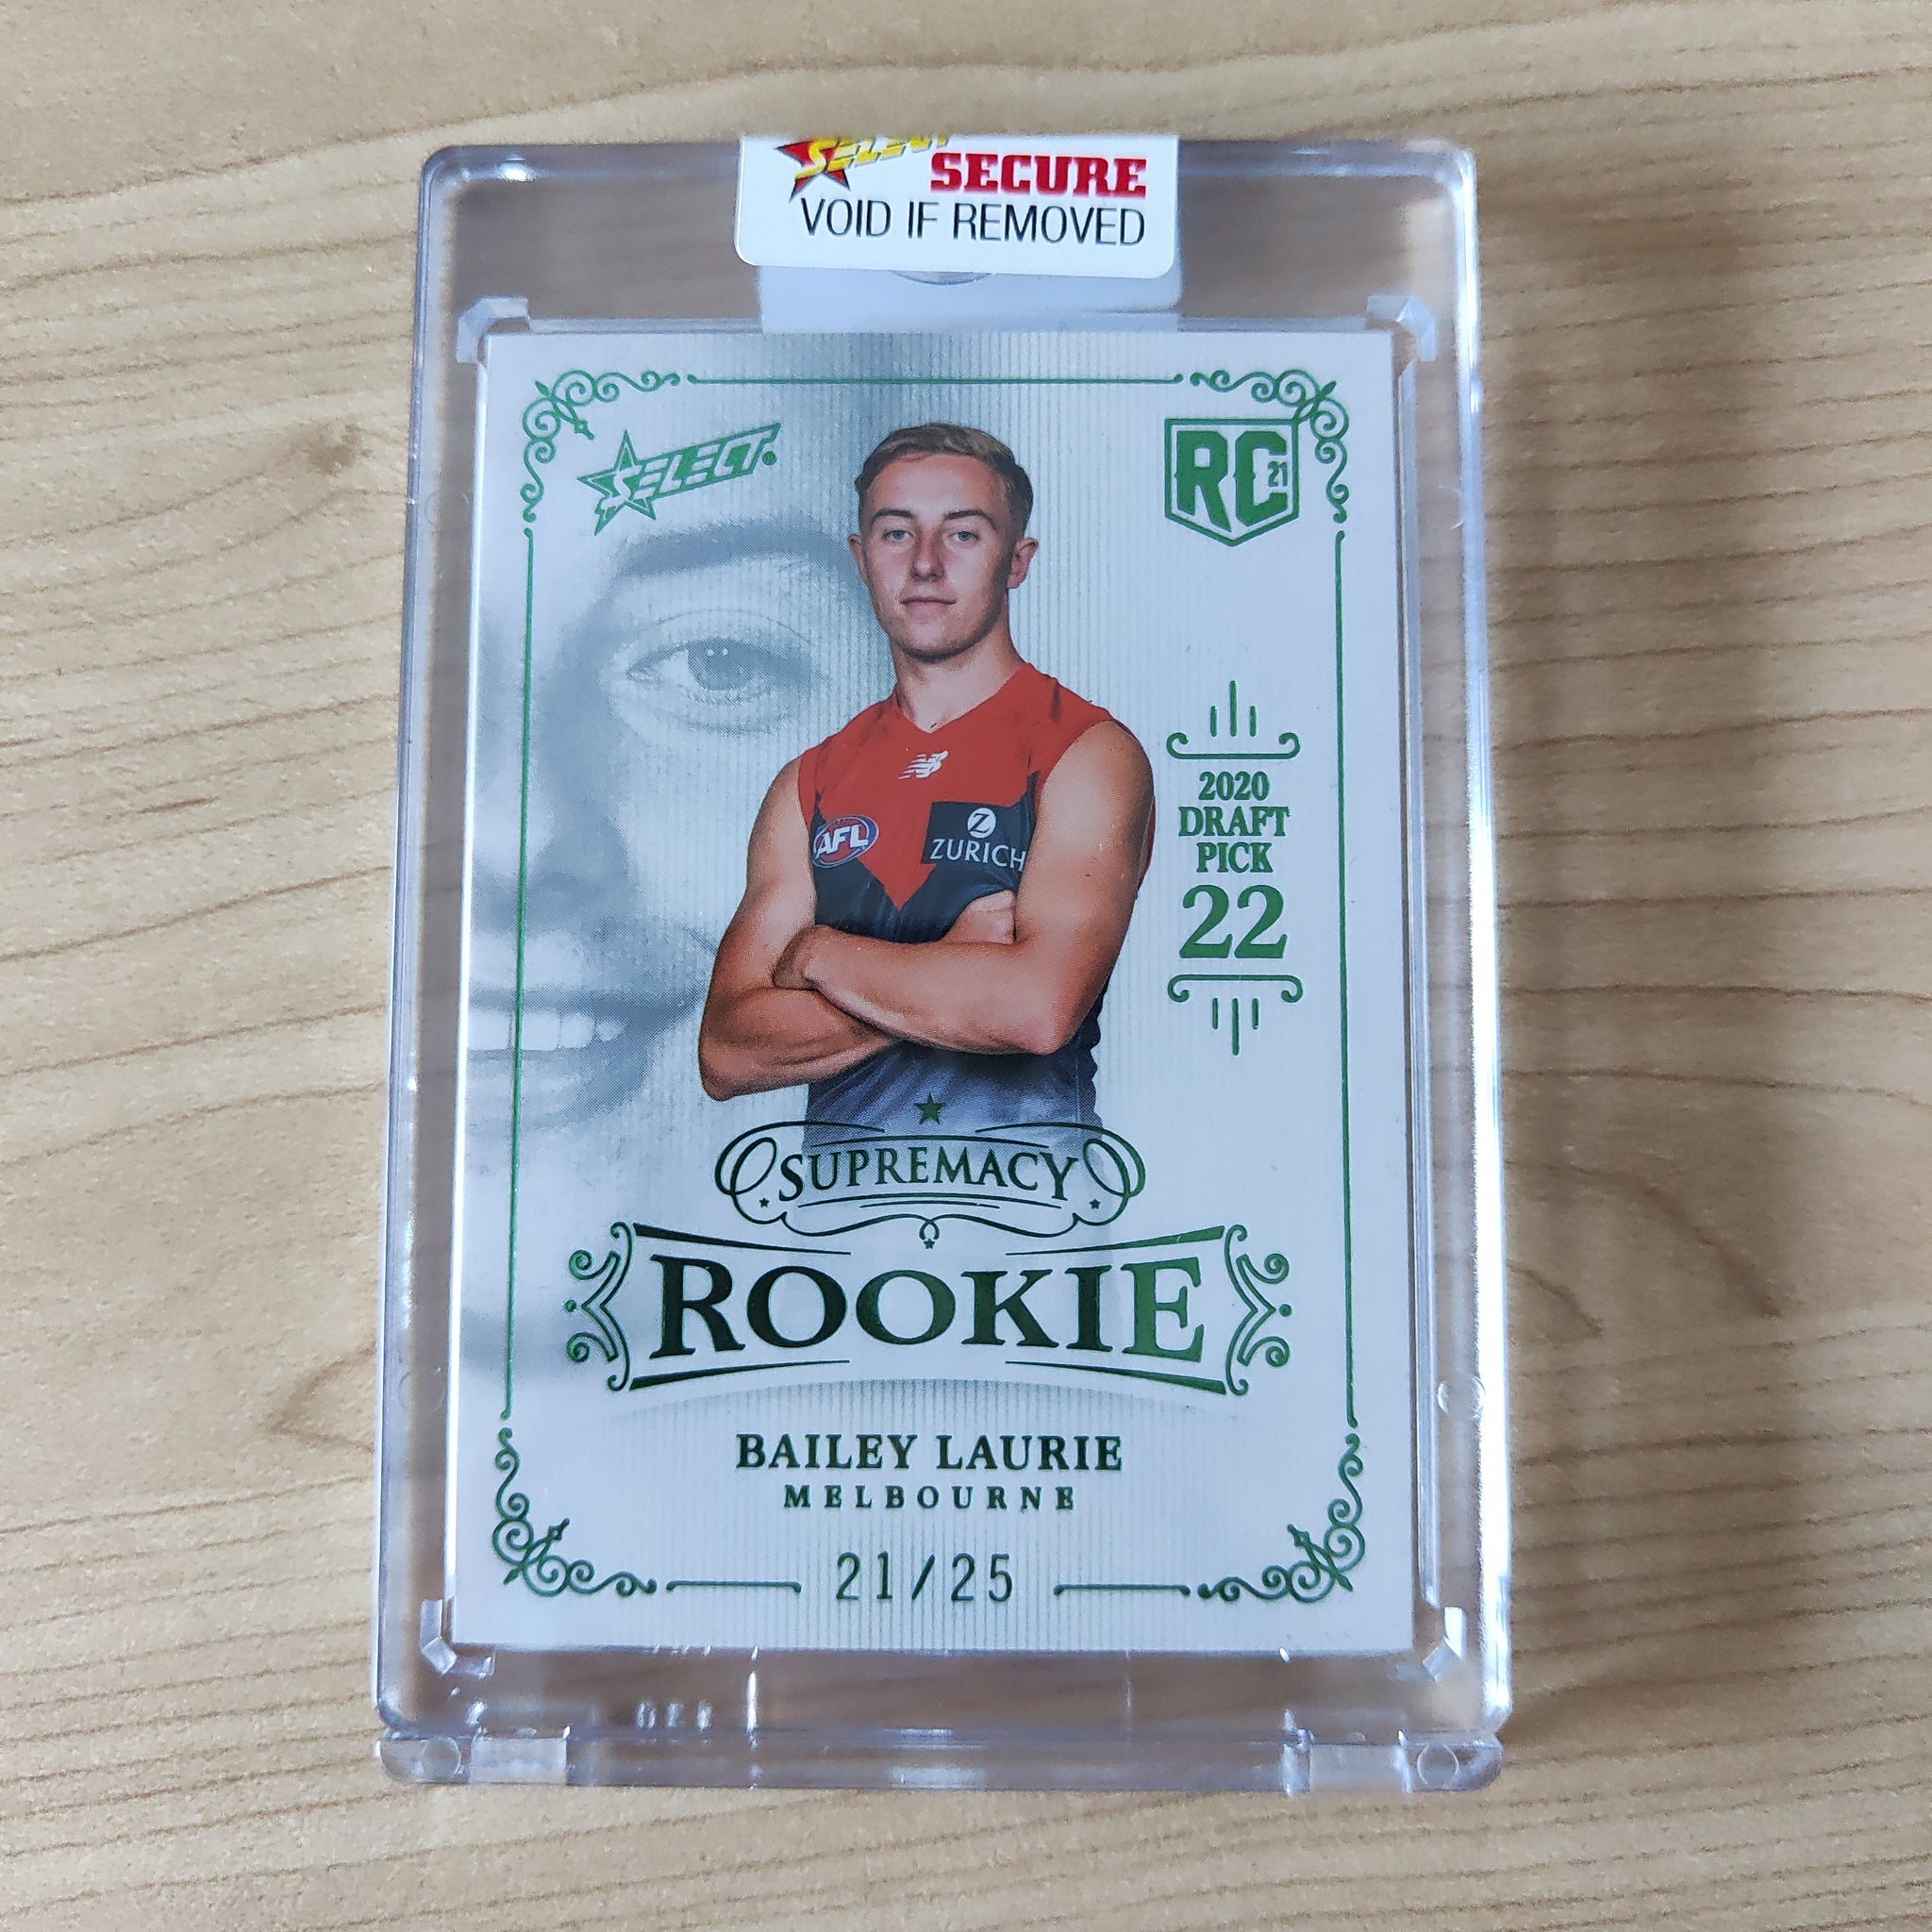 SELECT
SECURE
VOID IF REMOVED
SELECT.
RC
21
2020
DRAFT
PICK
22
AFL
Z
ZURICH
SUPREMACY
ROOKIE
BAILEY LAURIE
MELBOURNE
21/25